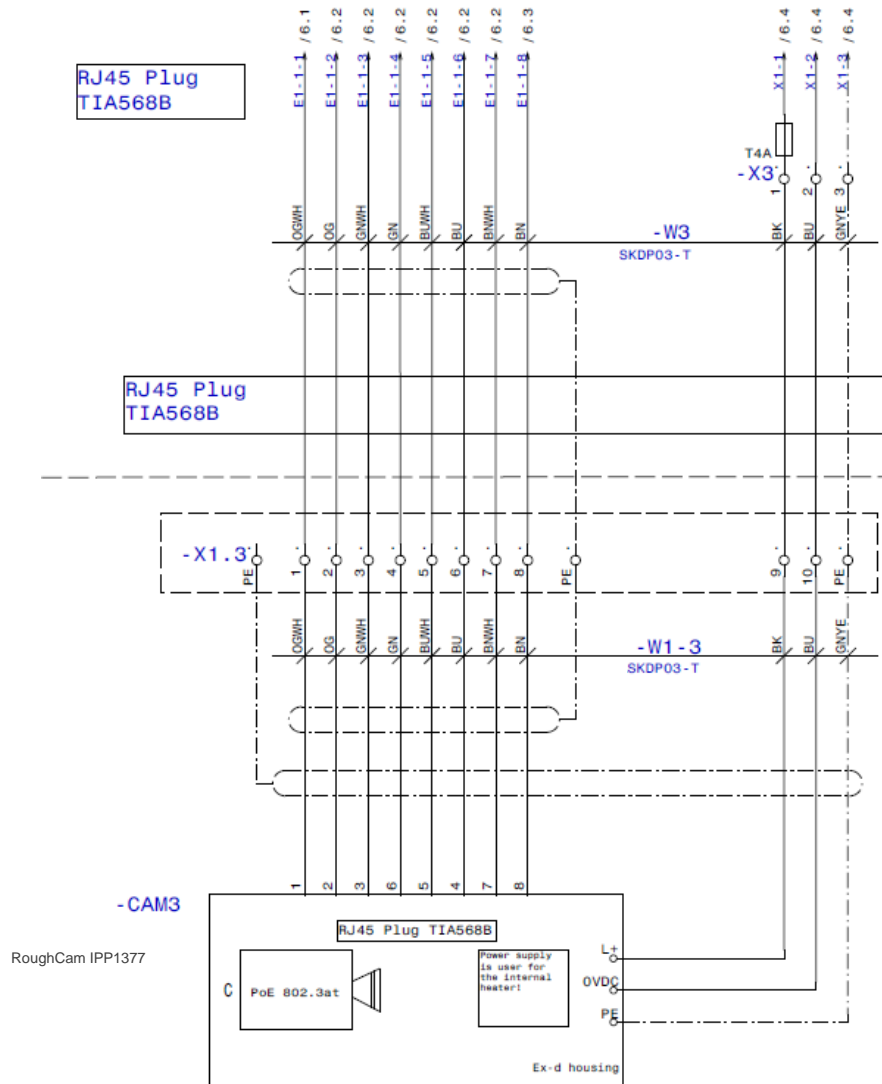 /6.1 /6.2 /6.2 /6.2 /6.2 /6.2 /6.2 /6.3 /6.4 /6.4 /6.4
E1-1-1 E1-1-2 E1-1-3 E1-1-4 E1-1-5 E1-1-6 E1-1-7 E1-1-8 X1-1 X1-2 X1-3
RJ45 Plug
TIA568B
T4A
-X3
1 2 3
OGWH OG GNWH GN BUWH BU BNWH BN BK BU GNYE
-W3
SKDP03-T
RJ45 Plug
TIA568B
-X1.3
PE 1 2 3 4 5 6 7 8 PE 9 10 PE
OGWH OG GNWH GN BUWH BU BNWH BN BK BU GNYE
-W1-3
SKDP03-T
1 2 3 6 5 4 7 8
-CAM3
RJ45 Plug TIA568B
RoughCam IPP1377
C
PoE 802.3at
Power supply
is user for
the internal
heater!
L+
0VDC
PE
Ex-d housing